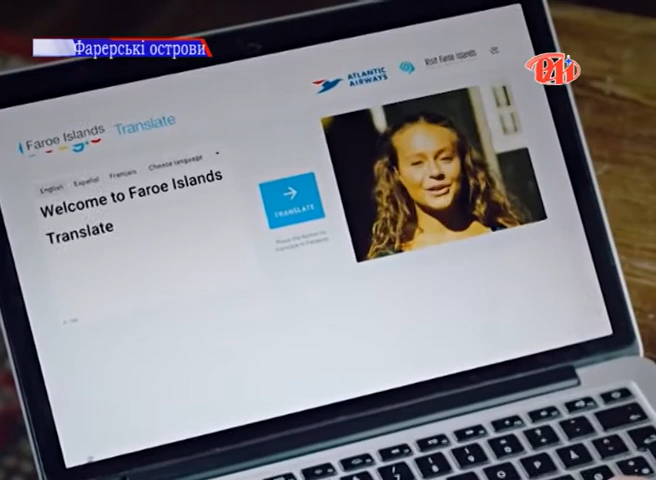 Фарерські острови
ATLANTIC
AIRWAYS
Visit Faroe Islands
Faroe Islands Translate
English Español Français Choose language
Welcome to Faroe Islands
Translate
TRANSLATE